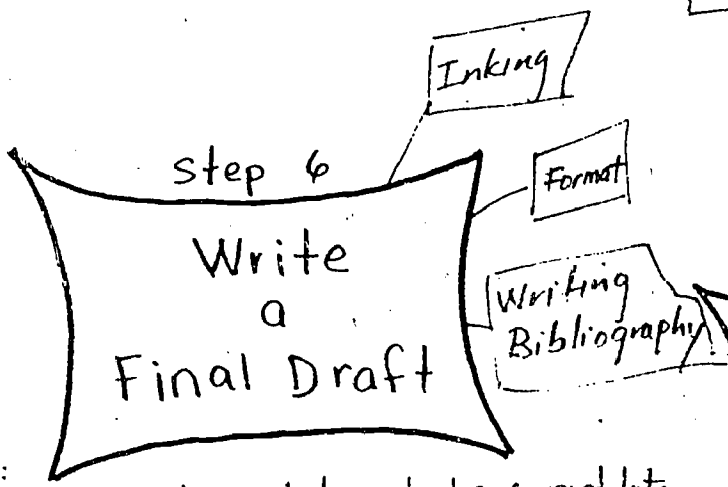 Inking
step 6
Format
Write
a
Final Draft
Writing
Bibliography
: